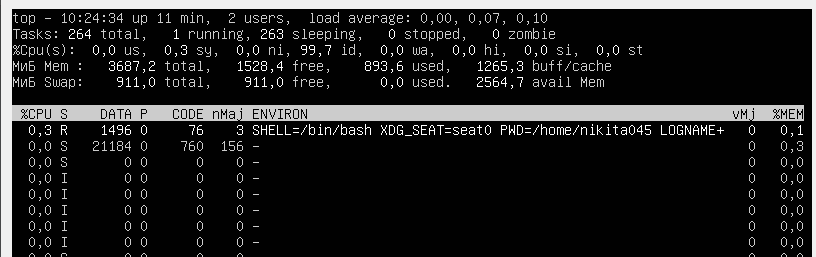 top - 10:24:34 up 11 min,  2 users,  load average: 0,00, 0,07, 0,10
Tasks: 264 total,   1 running, 263 sleeping,   0 stopped,   0 zombie
%Cpu(s):  0,0 us,  0,3 sy,  0,0 ni, 99,7 id,  0,0 wa,  0,0 hi,  0,0 si,  0,0 st
МиБ Mem :   3687,2 total,   1528,4 free,    893,6 used,   1265,3 buff/cache
МиБ Swap:    911,0 total,    911,0 free,      0,0 used.   2564,7 avail Mem
%CPU S    DATA P    CODE nMaj ENVIRON vMj  %MEM
0,3 R    1496 0      76    3 SHELL=/bin/bash XDG_SEAT=seat0 PWD=/home/nikita045 LOGNAME+   0   0,1
0,0 S   21184 0     760  156 -   0   0,3
0,0 S       0 0       0    0 -   0   0,0
0,0 I       0 0       0    0 -   0   0,0
0,0 I       0 0       0    0 -   0   0,0
0,0 I       0 0       0    0 -   0   0,0
0,0 I       0 0       0    0 -   0   0,0
0,0 I       0 0       0    0 -   0   0,0